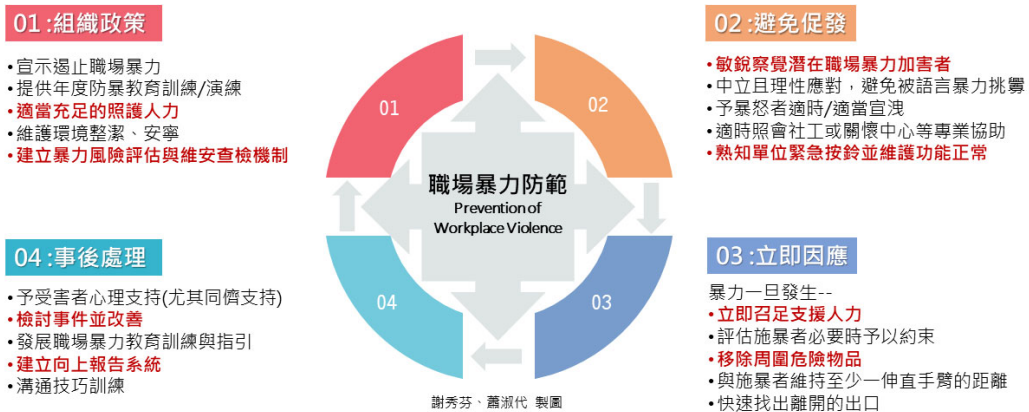 01:組織政策
•宣示遏止職場暴力
•提供年度防暴教育訓練/演練
•適當充足的照護人力
•維護環境整潔、安寧
•建立暴力風險評估與維安查檢機制
02:避免促發
•敏銳察覺潛在職場暴力加害者
•中立且理性應對，避免被語言暴力挑釁
•予暴怒者適時/適當宣洩
•適時照會社工或關懷中心等專業協助
•熟知單位緊急按鈴並維護功能正常
01
02
職場暴力防範
Prevention of
Workplace Violence
04
03
04:事後處理
•予受害者心理支持(尤其同儕支持)
•檢討事件並改善
•發展職場暴力教育訓練與指引
•建立向上報告系統
•溝通技巧訓練
03:立即因應
暴力一旦發生--
•立即召足支援人力
•評估施暴者必要時予以約束
•移除周圍危險物品
•與施暴者維持至少一伸直手臂的距離
•快速找出離開的出口
謝秀芬、蕭淑代 製圖